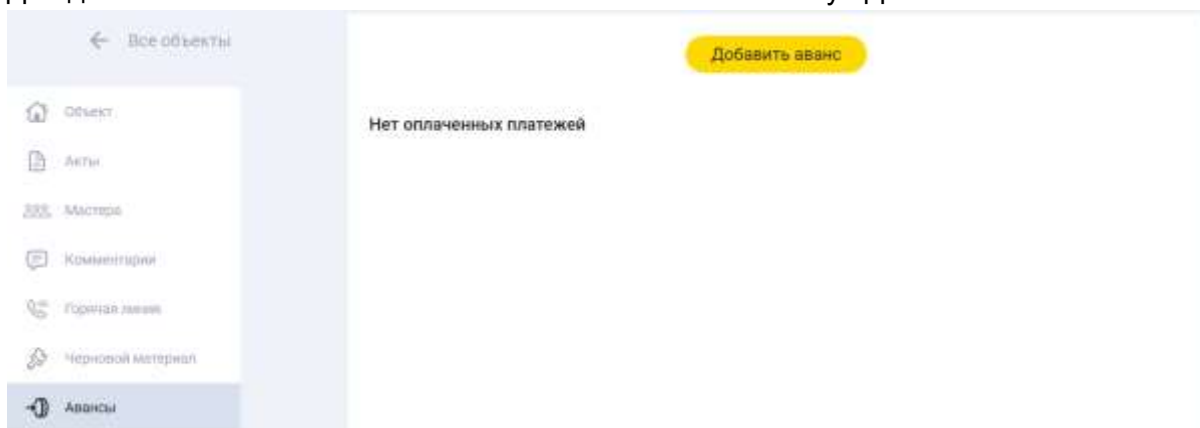 Все объекты
Добавить аванс
Объект
Нет оплаченных платежей
Акты
Мастера
Комментарии
Горячая линия
Черновой материал
Авансы